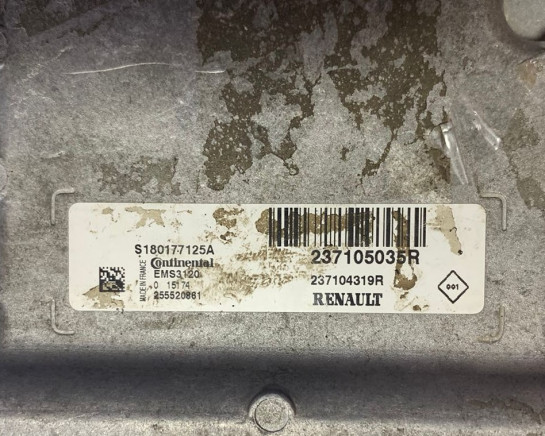 S180177125A
Continental
EMS3120
0 15174
255520861
MADE IN FRANCE
237105035R
237104319R
RENAULT
001